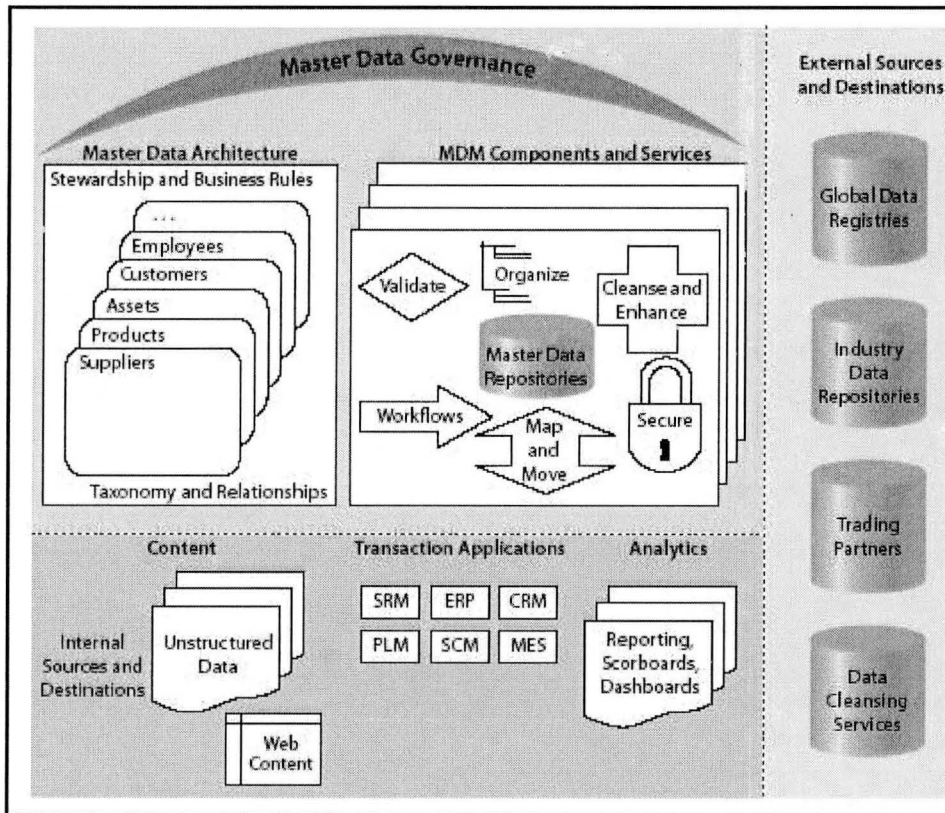 Master Data Governance
Master Data Architecture
Stewardship and Business Rules
...
Employees
Customers
Assets
Products
Suppliers
Taxonomy and Relationships
MDM Components and Services
Validate
Organize
Cleanse and
Enhance
Master Data
Repositories
Workflows
Map
and
Move
Secure
External Sources
and Destinations
Global Data
Registries
Industry
Data
Repositories
Trading
Partners
Data
Cleansing
Services
Internal
Sources and
Destinations
Content
Unstructured
Data
Web
Content
Transaction Applications
SRM
ERP
CRM
PLM
SCM
MES
Analytics
Reporting,
Scorboards,
Dashboards